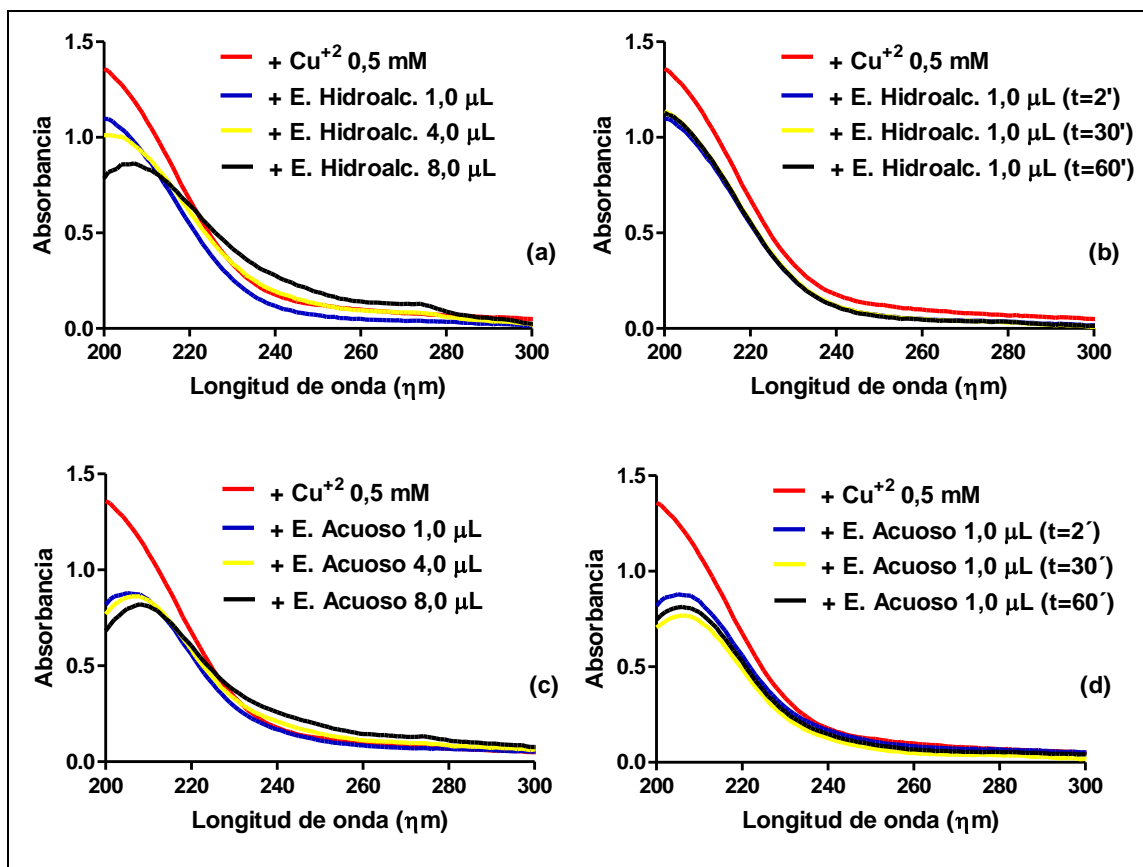 1.5
1.0
0.5
0.0
Absorbancia
+ Cu+2 0,5 mM
+ E. Hidroalc. 1,0 μL
+ E. Hidroalc. 4,0 μL
+ E. Hidroalc. 8,0 μL
(a)
200 220 240 260 280 300
Longitud de onda (ηm)
1.5
1.0
0.5
0.0
Absorbancia
+ Cu+2 0,5 mM
+ E. Hidroalc. 1,0 μL (t=2')
+ E. Hidroalc. 1,0 μL (t=30')
+ E. Hidroalc. 1,0 μL (t=60')
(b)
200 220 240 260 280 300
Longitud de onda (ηm)
1.5
1.0
0.5
0.0
Absorbancia
+ Cu+2 0,5 mM
+ E. Acuoso 1,0 μL
+ E. Acuoso 4,0 μL
+ E. Acuoso 8,0 μL
(c)
200 220 240 260 280 300
Longitud de onda (ηm)
1.5
1.0
0.5
0.0
Absorbancia
+ Cu+2 0,5 mM
+ E. Acuoso 1,0 μL (t=2´)
+ E. Acuoso 1,0 μL (t=30´)
+ E. Acuoso 1,0 μL (t=60´)
(d)
200 220 240 260 280 300
Longitud de onda (ηm)